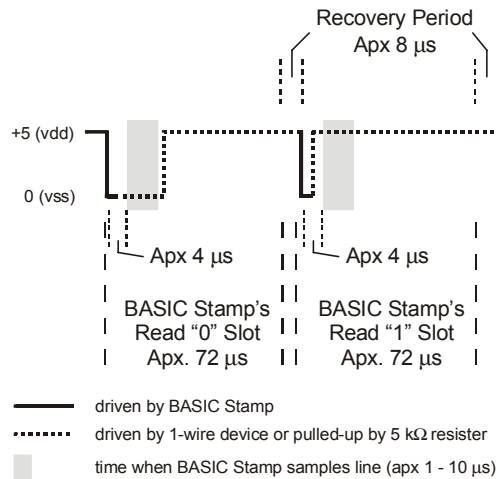 Recovery Period
Apx 8 μs
+5 (vdd)
0 (vss)
Apx 4 μs
Apx 4 μs
BASIC Stamp's
Read “0” Slot
Apx. 72 μs
BASIC Stamp's
Read “1” Slot
Apx. 72 μs
driven by BASIC Stamp
driven by 1-wire device or pulled-up by 5 kΩ resister
time when BASIC Stamp samples line (apx 1 - 10 μs)